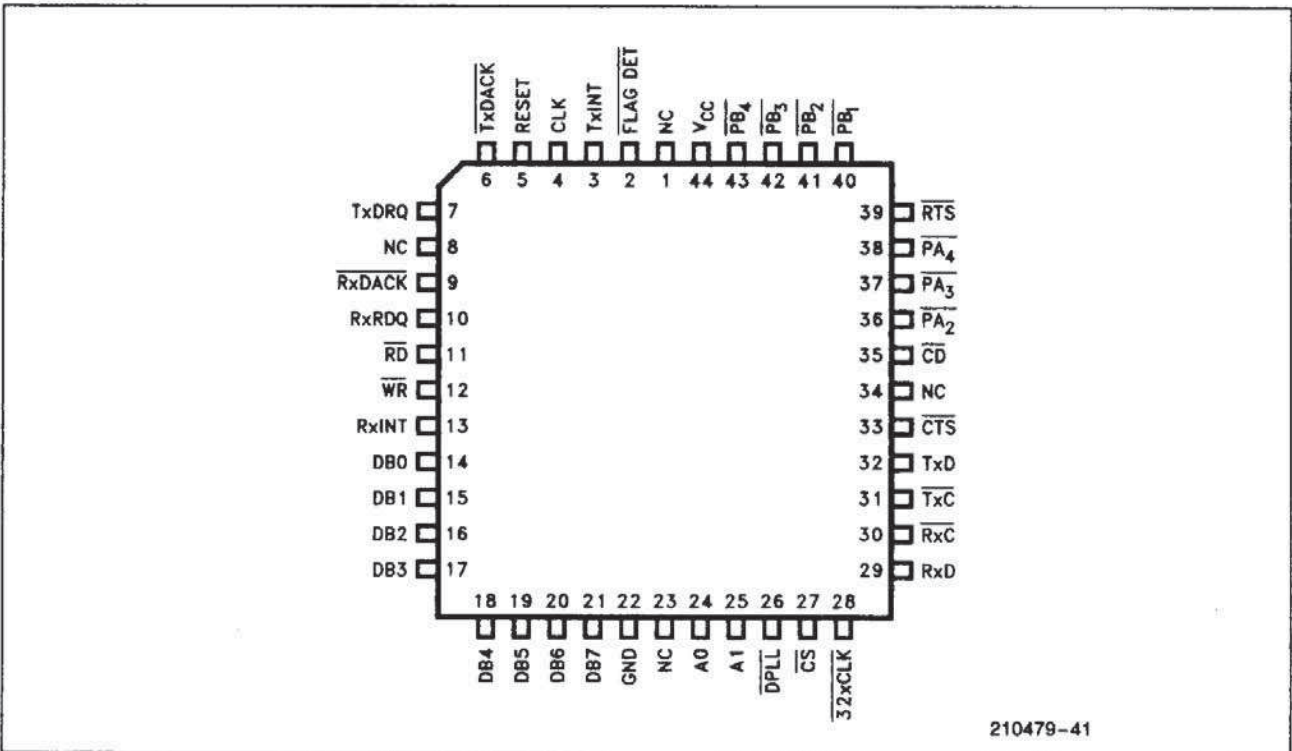 TxDACK
RESET
CLK
TxINT
FLAG DET
NC
VCC
PB4
PB3
PB2
PB1
6 5 4 3 2 1 44 43 42 41 40
TxDRQ 7
NC 8
RxDACK 9
RxRDQ 10
RD 11
WR 12
RxINT 13
DB0 14
DB1 15
DB2 16
DB3 17
39 RTS
38 PA4
37 PA3
36 PA2
35 CD
34 NC
33 CTS
32 TxD
31 TxC
30 RxC
29 RxD
18 19 20 21 22 23 24 25 26 27 28
DB4
DB5
DB6
DB7
GND
NC
A0
A1
DPLL
CS
32xCLK
210479-41